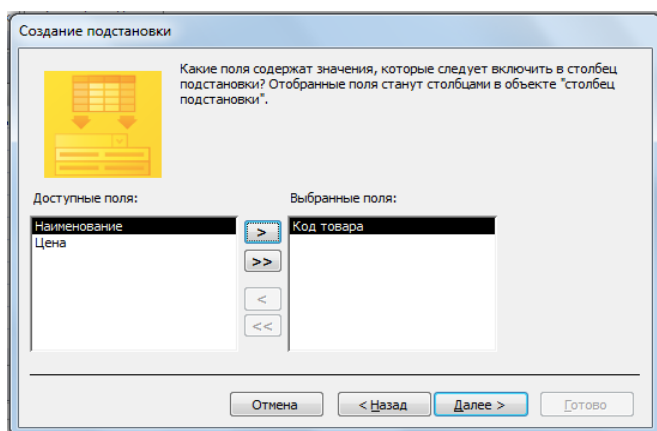 Создание подстановки
Какие поля содержат значения, которые следует включить в столбец
подстановки? Отобранные поля станут столбцами в объекте "столбец
подстановки".
Доступные поля:
Выбранные поля:
Наименование
Цена
>
>>
<
<<
Код товара
Отмена
< Назад
Далее >
Готово